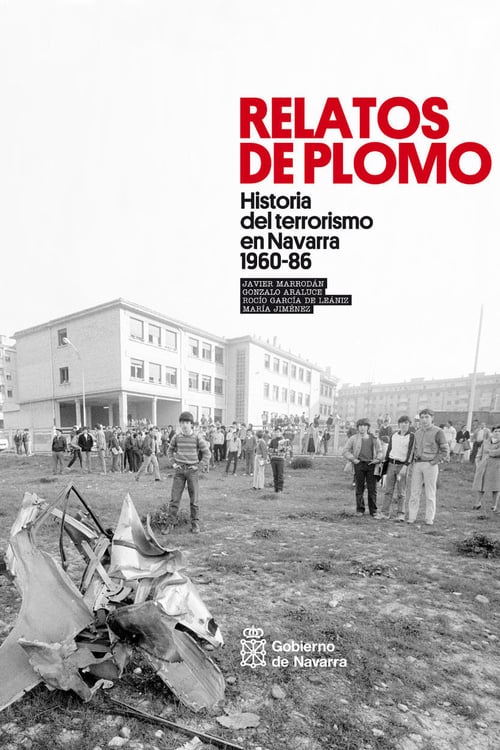 RELATOS
DE PLOMO
Historia
del terrorismo
en Navarra
1960-86
JAVIER MARRODÁN
GONZALO ARALUCE
ROCÍO GARCÍA DE LEÁNIZ
MARÍA JIMÉNEZ
Gobierno
de Navarra